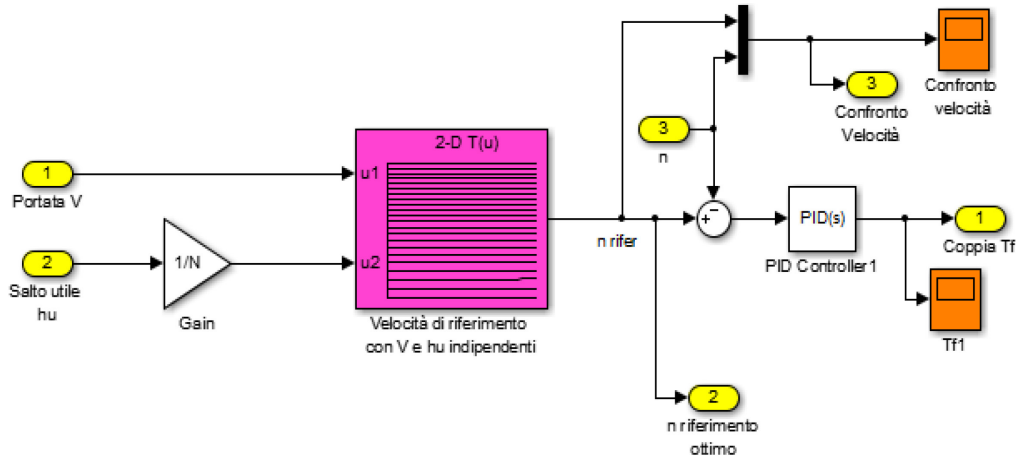 1
Portata V
2
Salto utile
hu
1/N
Gain
2-D T(u)
u1
u2
Velocità di riferimento
con V e hu indipendenti
n rifer
3
n
+
−
PID(s)
PID Controller1
3
Confronto
Velocità
Confronto
velocità
1
Coppia Tf
Tf1
2
n riferimento
ottimo